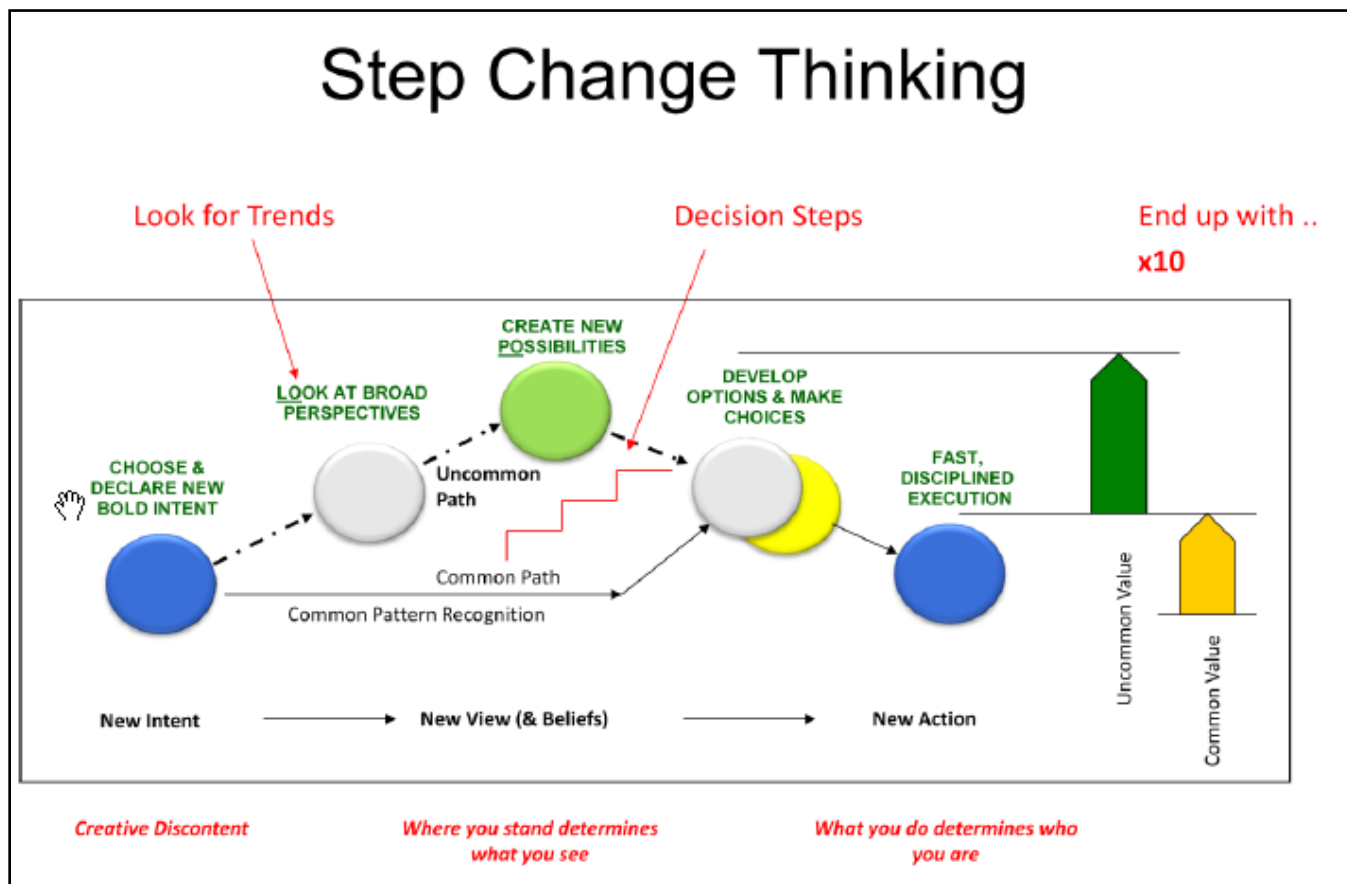 Step Change Thinking
Look for Trends
Decision Steps
End up with ..
x10
CREATE NEW
POSSIBILITIES
LOOK AT BROAD
PERSPECTIVES
DEVELOP
OPTIONS & MAKE
CHOICES
CHOOSE &
DECLARE NEW
BOLD INTENT
Uncommon
Path
FAST,
DISCIPLINED
EXECUTION
Common Path
Common Pattern Recognition
Uncommon Value
Common Value
New Intent
New View (& Beliefs)
New Action
Creative Discontent
Where you stand determines
what you see
What you do determines who
you are